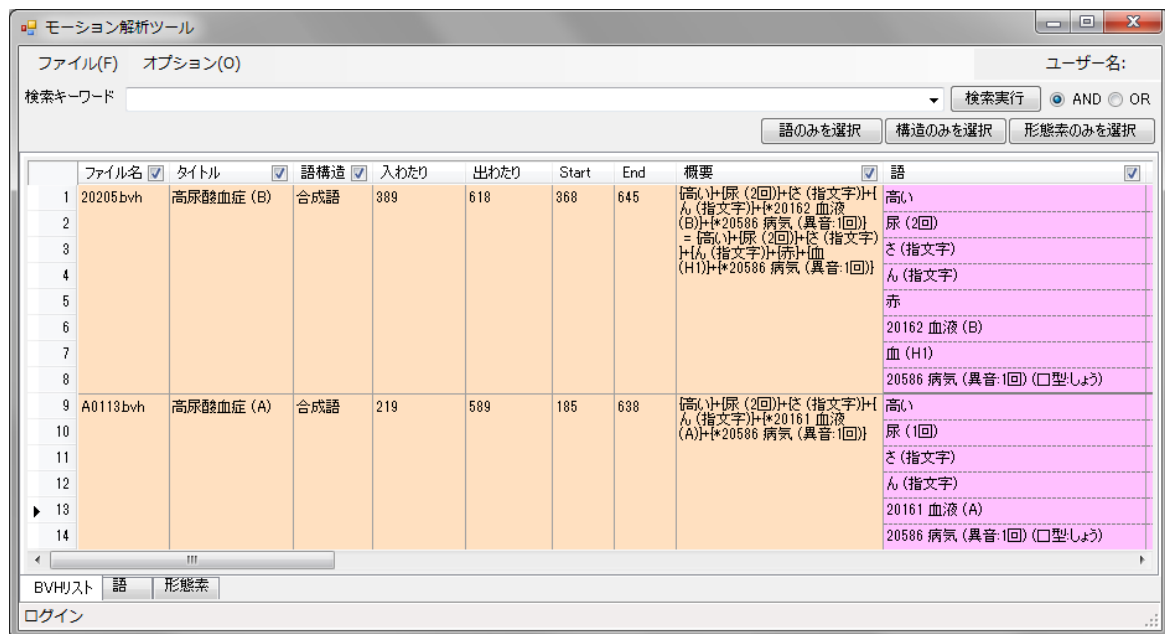 モーション解析ツール
ファイル(F) オプション(O) ユーザー名:
検索キーワード 検索実行 AND OR
語のみを選択 構造のみを選択 形態素のみを選択
ファイル名 タイトル 語構造 入わたり 出わたり Start End 概要 語
1 20205.bvh 高尿酸血症 (B) 合成語 389 618 368 645 {高い}+{尿 (2回)}+{さ (指文字)}+{ 高い
ん (指文字)}+{*20162 血液
2 (B)}+{*20586 病気 (異音:1回)} 尿 (2回)
= {高い}+{尿 (2回)}+{さ (指文字)
3 }+{ん (指文字)}+{赤}+{血 さ (指文字)
4 (H1)}+{*20586 病気 (異音:1回)} ん (指文字)
5 赤
6 20162 血液 (B)
7 血 (H1)
8 20586 病気 (異音:1回) (口型:しょう)
9 A0113.bvh 高尿酸血症 (A) 合成語 219 589 185 638 {高い}+{尿 (2回)}+{さ (指文字)}+{ 高い
ん (指文字)}+{*20161 血液
10 (A)}+{*20586 病気 (異音:1回)} 尿 (1回)
11 さ (指文字)
12 ん (指文字)
13 20161 血液 (A)
14 20586 病気 (異音:1回) (口型:しょう)
BVHリスト 語 形態素
ログイン